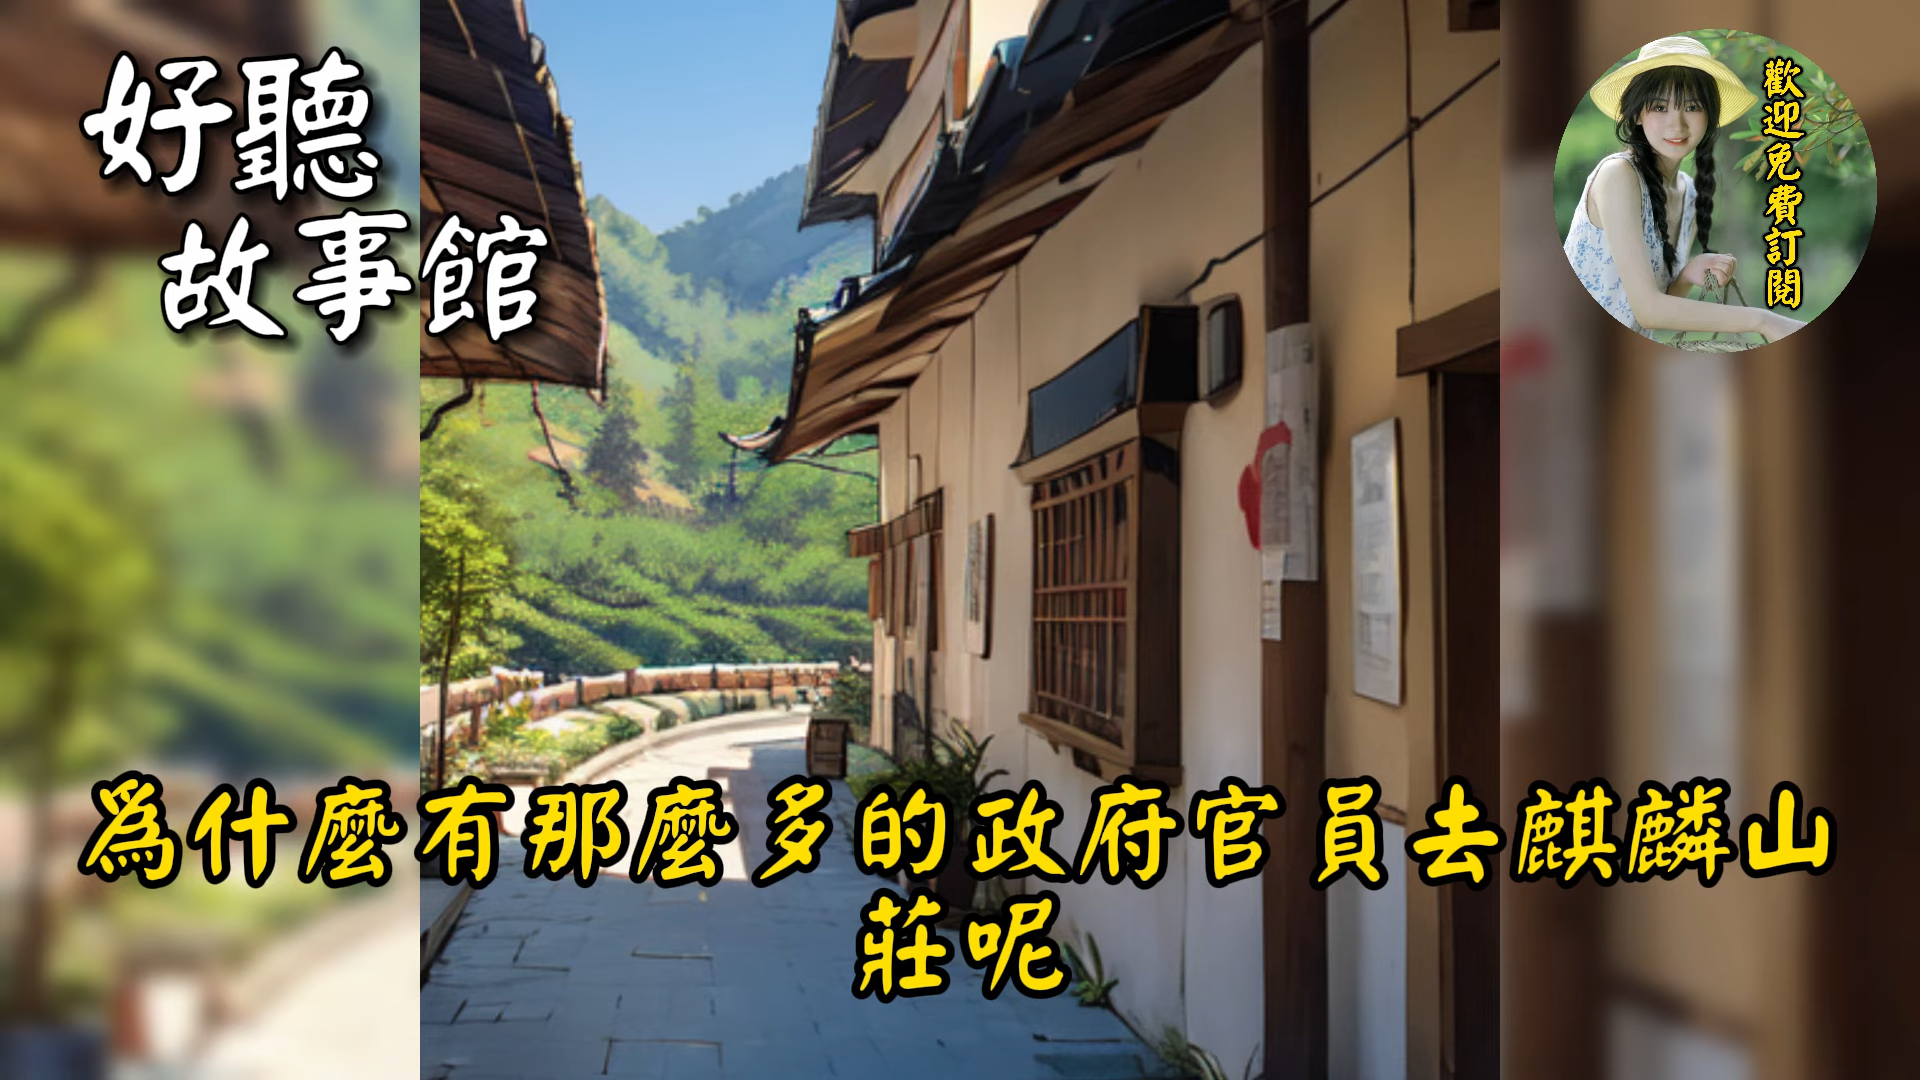 好聽
故事館
歡迎免費訂閱
爲什麼有那麼多的政府官員去麒麟山
莊呢